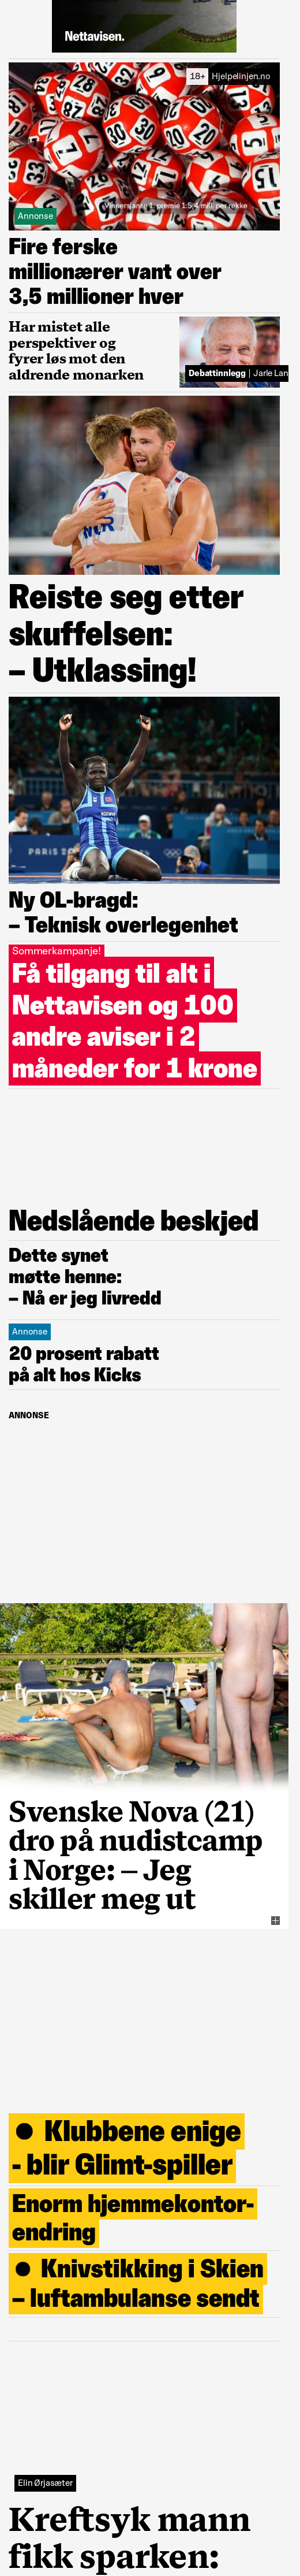 Nettavisen.
18+ Hjelpelinjen.no
Vinnersjanse 1. premie 1:5,4 mill. per rekke
Annonse
Fire ferske
millionærer vant over
3,5 millioner hver
Har mistet alle
perspektiver og
fyrer løs mot den
aldrende monarken
Debattinnlegg | Jarle Lan
NOR
Reiste seg etter
skuffelsen:
– Utklassing!
NORWAY
PARIS 20
Ny OL-bragd:
– Teknisk overlegenhet
Sommerkampanje!
Få tilgang til alt i
Nettavisen og 100
andre aviser i 2
måneder for 1 krone
Nedslående beskjed
Dette synet
møtte henne:
– Nå er jeg livredd
Annonse
20 prosent rabatt
på alt hos Kicks
ANNONSE
Svenske Nova (21)
dro på nudistcamp
i Norge: – Jeg
skiller meg ut
● Klubbene enige
- blir Glimt-spiller
Enorm hjemmekontor-
endring
● Knivstikking i Skien
– luftambulanse sendt
Elin Ørjasæter
Kreftsyk mann
fikk sparken: